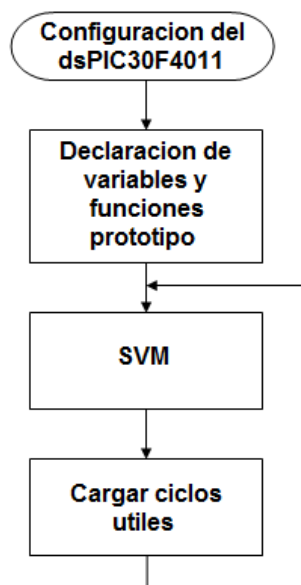 Configuracion del
dsPIC30F4011
Declaracion de
variables y
funciones
prototipo
SVM
Cargar ciclos
utiles